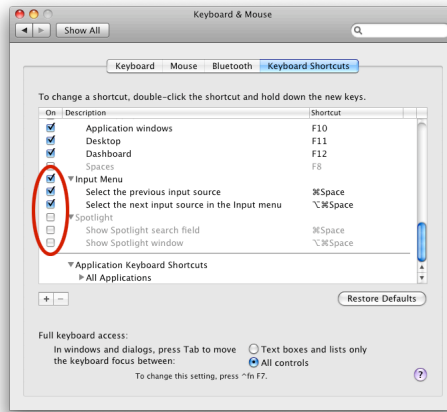 Keyboard & Mouse
Show All
Keyboard Mouse Bluetooth Keyboard Shortcuts
To change a shortcut, double-click the shortcut and hold down the new keys.
On Description Shortcut
Application windows F10
Desktop F11
Dashboard F12
Spaces F8
Input Menu
Select the previous input source ⌘Space
Select the next input source in the Input menu ⌥⌘Space
Spotlight
Show Spotlight search field ⌘Space
Show Spotlight window ⌥⌘Space
Application Keyboard Shortcuts
All Applications
+ − Restore Defaults
Full keyboard access:
In windows and dialogs, press Tab to move Text boxes and lists only
the keyboard focus between: All controls
To change this setting, press ^fn F7. ?